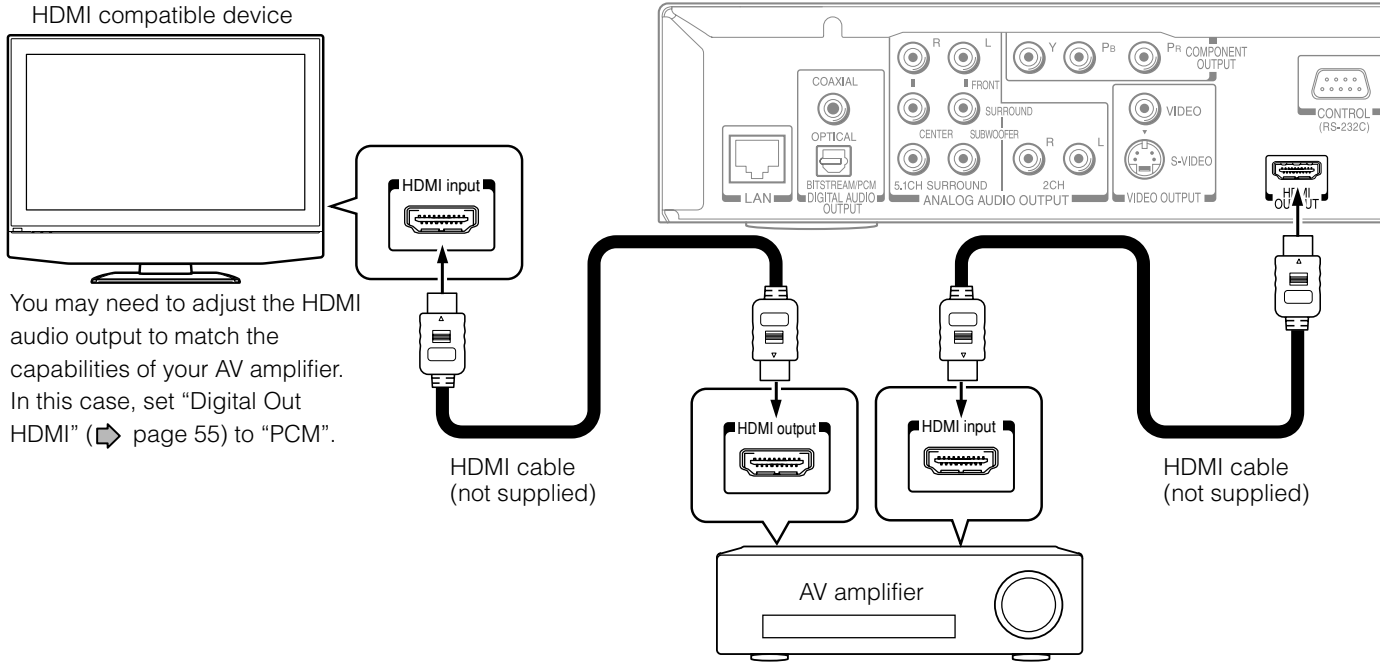 HDMI compatible device
HDMI input
You may need to adjust the HDMI
audio output to match the
capabilities of your AV amplifier.
In this case, set “Digital Out
HDMI” ( page 55) to “PCM”.
HDMI cable
(not supplied)
HDMI output
HDMI input
HDMI cable
(not supplied)
AV amplifier
LAN
COAXIAL
OPTICAL
BITSTREAM/PCM
DIGITAL AUDIO
OUTPUT
R
L
FRONT
SURROUND
CENTER
SUBWOOFER
5.1CH SURROUND
R
L
2CH
ANALOG AUDIO OUTPUT
Y
PB
PR
COMPONENT
OUTPUT
VIDEO
S-VIDEO
VIDEO OUTPUT
CONTROL
(RS-232C)
HDMI
OUTPUT